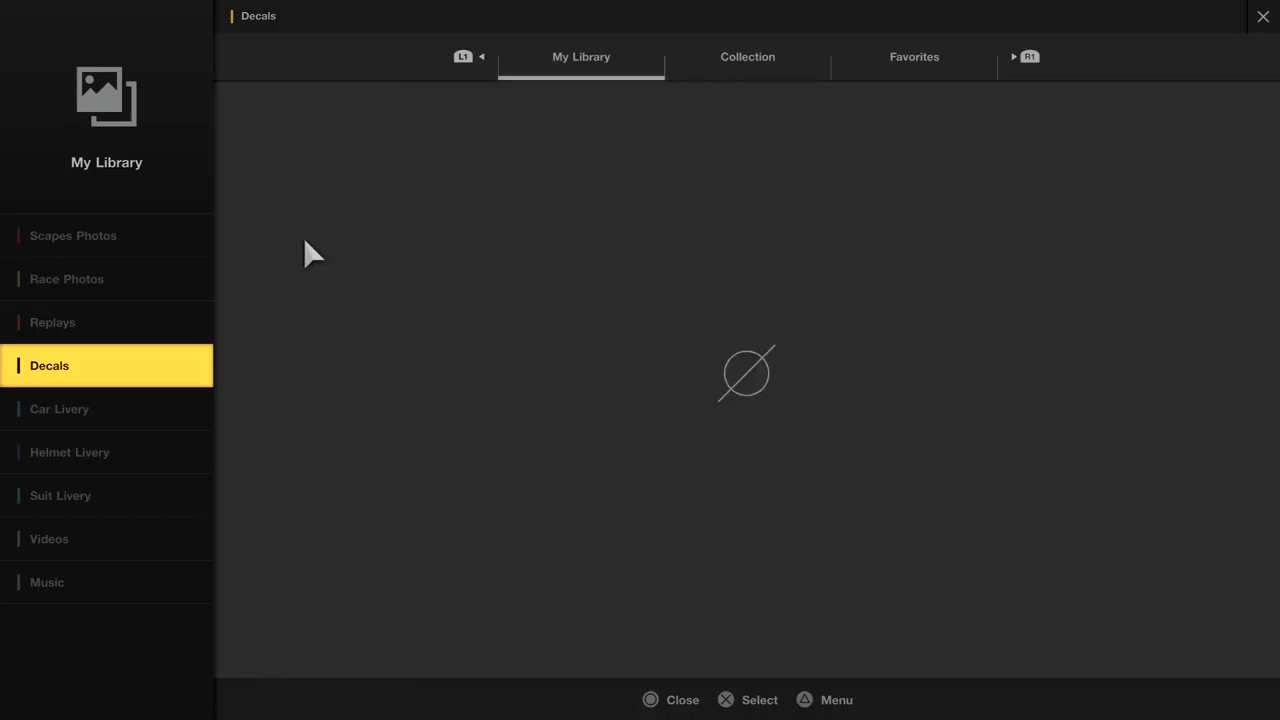 Decals
My Library
L1
My Library
Collection
Favorites
R1
Scapes Photos
Race Photos
Replays
Decals
Car Livery
Helmet Livery
Suit Livery
Videos
Music
Close
Select
Menu